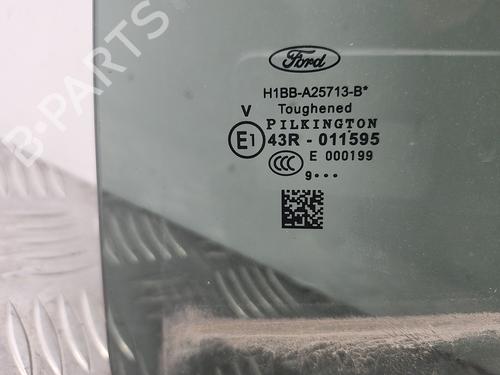 B-PARTS
Ford
H1BB-A25713-B*
V Toughened
PILKINGTON
E1 43R - 011595
CCC E 000199
9•••